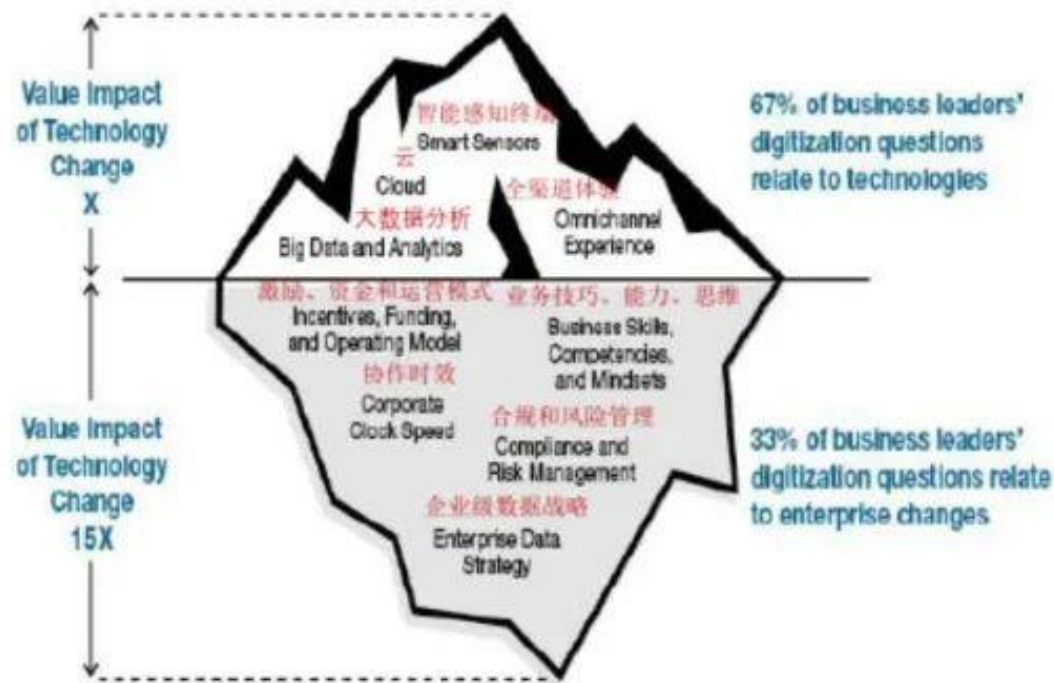 Value Impact
of Technology
Change
X
智能感知终端
Smart Sensors
云
Cloud
全渠道体验
Omnichannel
Experience
大数据分析
Big Data and Analytics
67% of business leaders'
digitization questions
relate to technologies
激励、资金和运营模式
Incentives, Funding,
and Operating Model
业务技巧、能力、思维
Business Skills,
Competencies,
and Mindsets
协作时效
Corporate
Clock Speed
合规和风险管理
Compliance and
Risk Management
企业级数据战略
Enterprise Data
Strategy
Value Impact
of Technology
Change
15X
33% of business leaders'
digitization questions relate
to enterprise changes